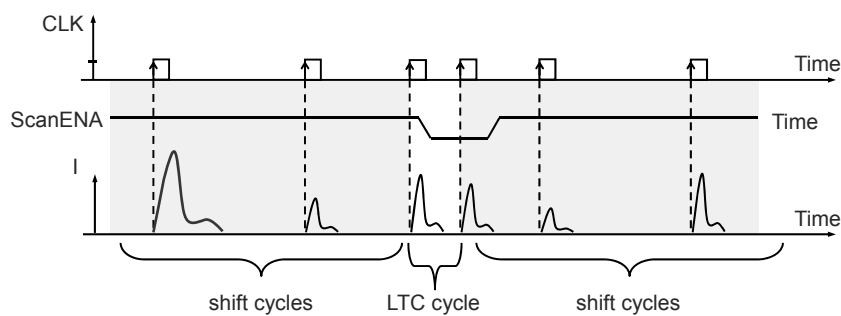 CLK
Time
ScanENA
Time
I
Time
shift cycles
LTC cycle
shift cycles